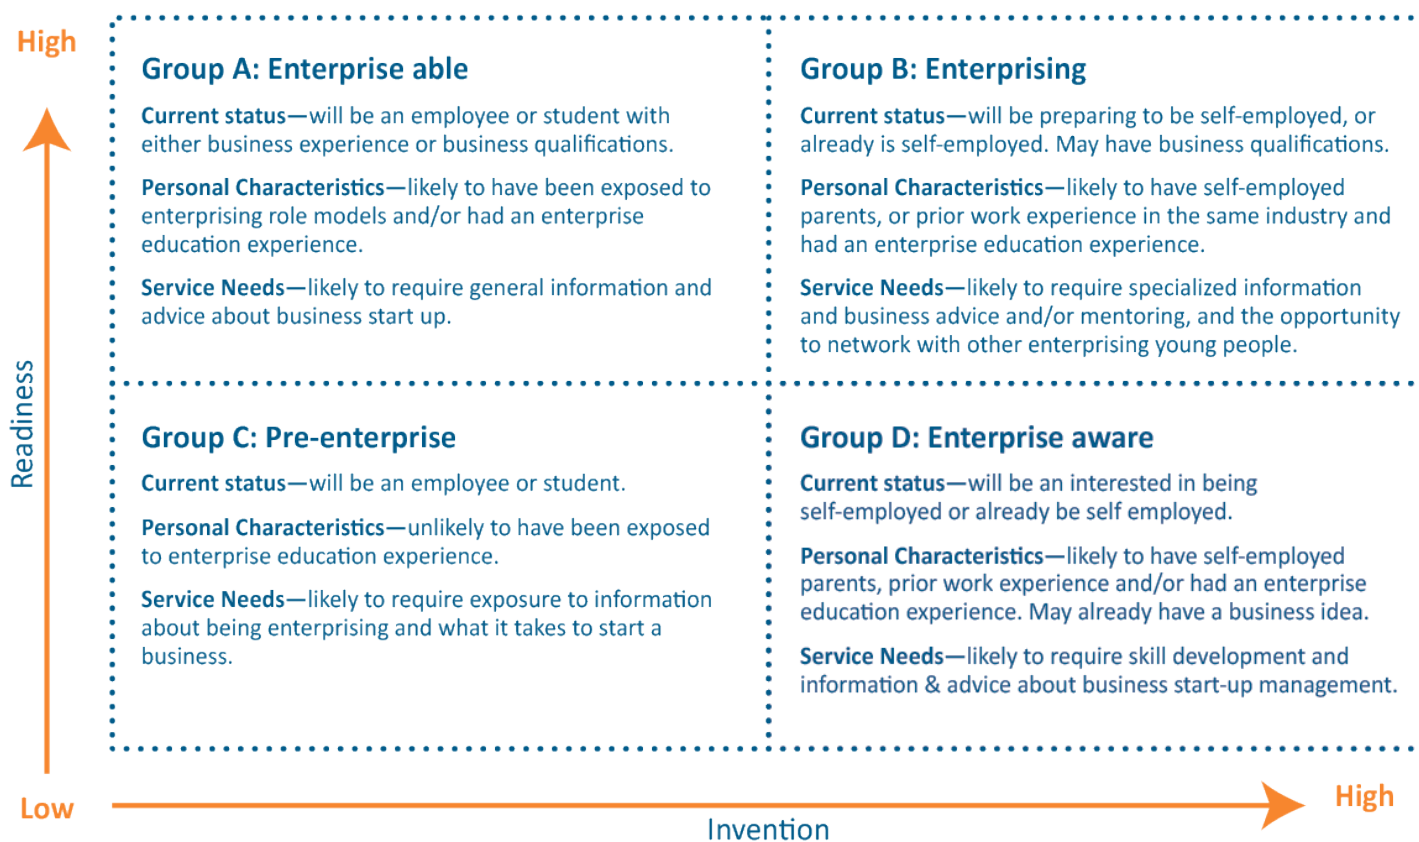 High
Group A: Enterprise able
Current status—will be an employee or student with
either business experience or business qualifications.
Personal Characteristics—likely to have been exposed to
enterprising role models and/or had an enterprise
education experience.
Service Needs—likely to require general information and
advice about business start up.
Group B: Enterprising
Current status—will be preparing to be self-employed, or
already is self-employed. May have business qualifications.
Personal Characteristics—likely to have self-employed
parents, or prior work experience in the same industry and
had an enterprise education experience.
Service Needs—likely to require specialized information
and business advice and/or mentoring, and the opportunity
to network with other enterprising young people.
Readiness
Group C: Pre-enterprise
Current status—will be an employee or student.
Personal Characteristics—unlikely to have been exposed
to enterprise education experience.
Service Needs—likely to require exposure to information
about being enterprising and what it takes to start a
business.
Group D: Enterprise aware
Current status—will be an interested in being
self-employed or already be self employed.
Personal Characteristics—likely to have self-employed
parents, prior work experience and/or had an enterprise
education experience. May already have a business idea.
Service Needs—likely to require skill development and
information & advice about business start-up management.
Low
High
Invention